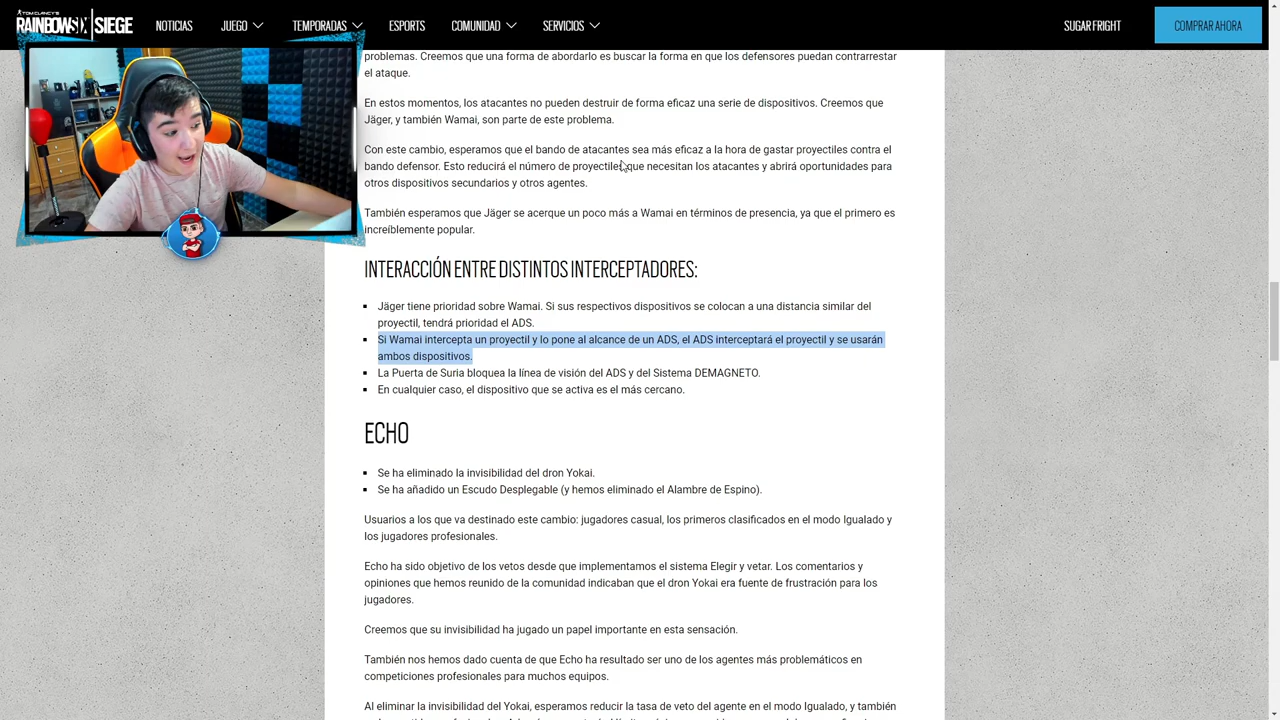 TOM CLANCY'S
RAINBOWSIX SIEGE
NOTICIAS
JUEGO
TEMPORADAS
ESPORTS
COMUNIDAD
SERVICIOS
SUGAR FRIGHT
COMPRAR AHORA
problemas. Creemos que una forma de abordarlo es buscar la forma en que los defensores puedan contrarrestar
el ataque.
En estos momentos, los atacantes no pueden destruir de forma eficaz una serie de dispositivos. Creemos que
Jäger, y también Wamai, son parte de este problema.
Con este cambio, esperamos que el bando de atacantes sea más eficaz a la hora de gastar proyectiles contra el
bando defensor. Esto reducirá el número de proyectiles que necesitan los atacantes y abrirá oportunidades para
otros dispositivos secundarios y otros agentes.
También esperamos que Jäger se acerque un poco más a Wamai en términos de presencia, ya que el primero es
increíblemente popular.
INTERACCIÓN ENTRE DISTINTOS INTERCEPTADORES:
Jäger tiene prioridad sobre Wamai. Si sus respectivos dispositivos se colocan a una distancia similar del
proyectil, tendrá prioridad el ADS.
Si Wamai intercepta un proyectil y lo pone al alcance de un ADS, el ADS interceptará el proyectil y se usarán
ambos dispositivos.
La Puerta de Suria bloquea la línea de visión del ADS y del Sistema DEMAGNETO.
En cualquier caso, el dispositivo que se activa es el más cercano.
ECHO
Se ha eliminado la invisibilidad del dron Yokai.
Se ha añadido un Escudo Desplegable (y hemos eliminado el Alambre de Espino).
Usuarios a los que va destinado este cambio: jugadores casual, los primeros clasificados en el modo Igualado y
los jugadores profesionales.
Echo ha sido objetivo de los vetos desde que implementamos el sistema Elegir y vetar. Los comentarios y
opiniones que hemos reunido de la comunidad indicaban que el dron Yokai era fuente de frustración para los
jugadores.
Creemos que su invisibilidad ha jugado un papel importante en esta sensación.
También nos hemos dado cuenta de que Echo ha resultado ser uno de los agentes más problemáticos en
competiciones profesionales para muchos equipos.
Al eliminar la invisibilidad del Yokai, esperamos reducir la tasa de veto del agente en el modo Igualado, y también